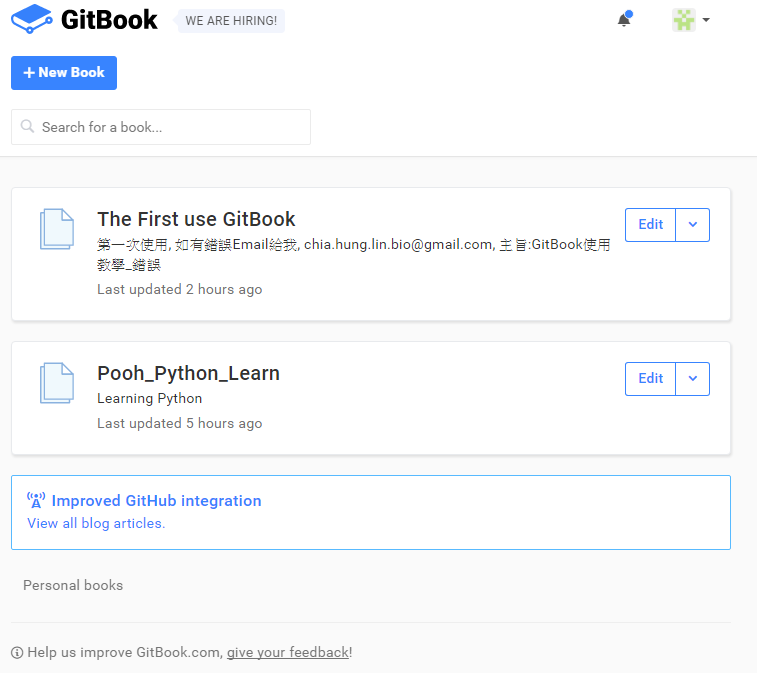 GitBook
WE ARE HIRING!
+ New Book
Search for a book...
The First use GitBook
Edit
第一次使用, 如有錯誤Email給我, chia.hung.lin.bio@gmail.com, 主旨:GitBook使用
教學_錯誤
Last updated 2 hours ago
Pooh_Python_Learn
Edit
Learning Python
Last updated 5 hours ago
Improved GitHub integration
View all blog articles.
Personal books
Help us improve GitBook.com, give your feedback!